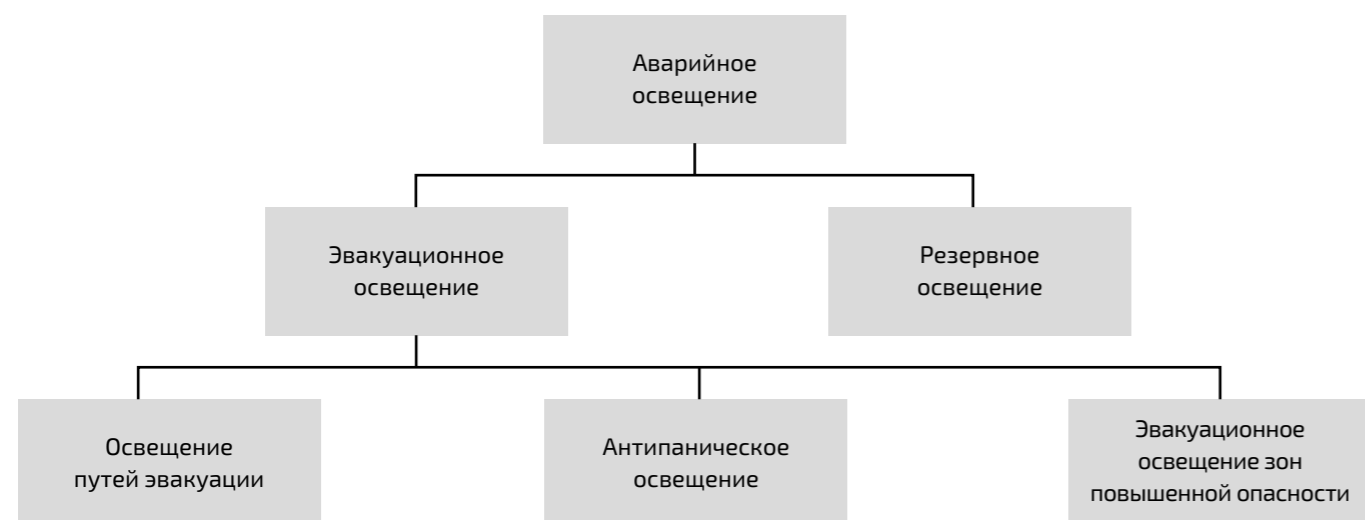 Аварийное
освещение
Эвакуационное
освещение
Резервное
освещение
Освещение
путей эвакуации
Антипаническое
освещение
Эвакуационное
освещение зон
повышенной опасности